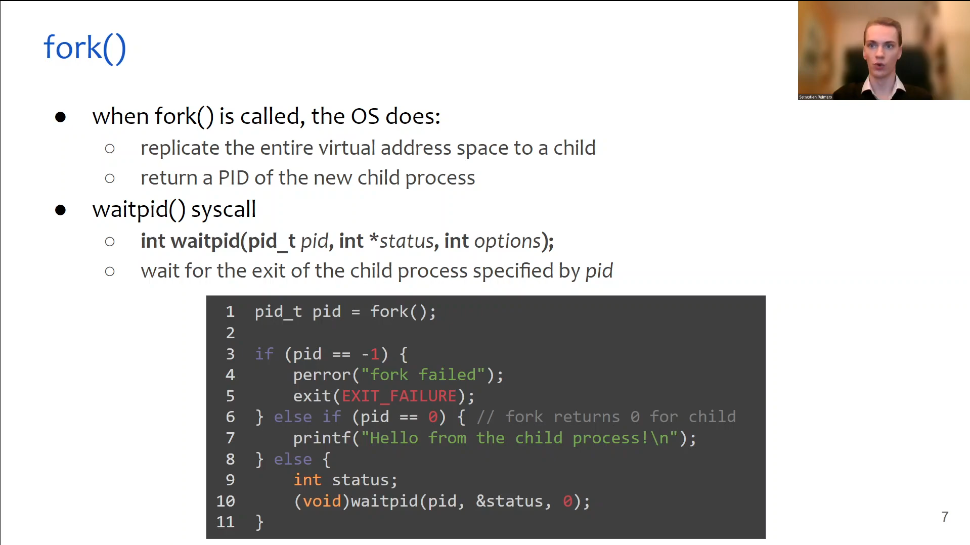 fork()
● when fork() is called, the OS does:
○ replicate the entire virtual address space to a child
○ return a PID of the new child process
● waitpid() syscall
○ int waitpid(pid_t pid, int *status, int options);
○ wait for the exit of the child process specified by pid
1 pid_t pid = fork();
2
3 if (pid == -1) {
4     perror("fork failed");
5     exit(EXIT_FAILURE);
6 } else if (pid == 0) { // fork returns 0 for child
7     printf("Hello from the child process!\n");
8 } else {
9     int status;
10     (void)waitpid(pid, &status, 0);
11 }
7